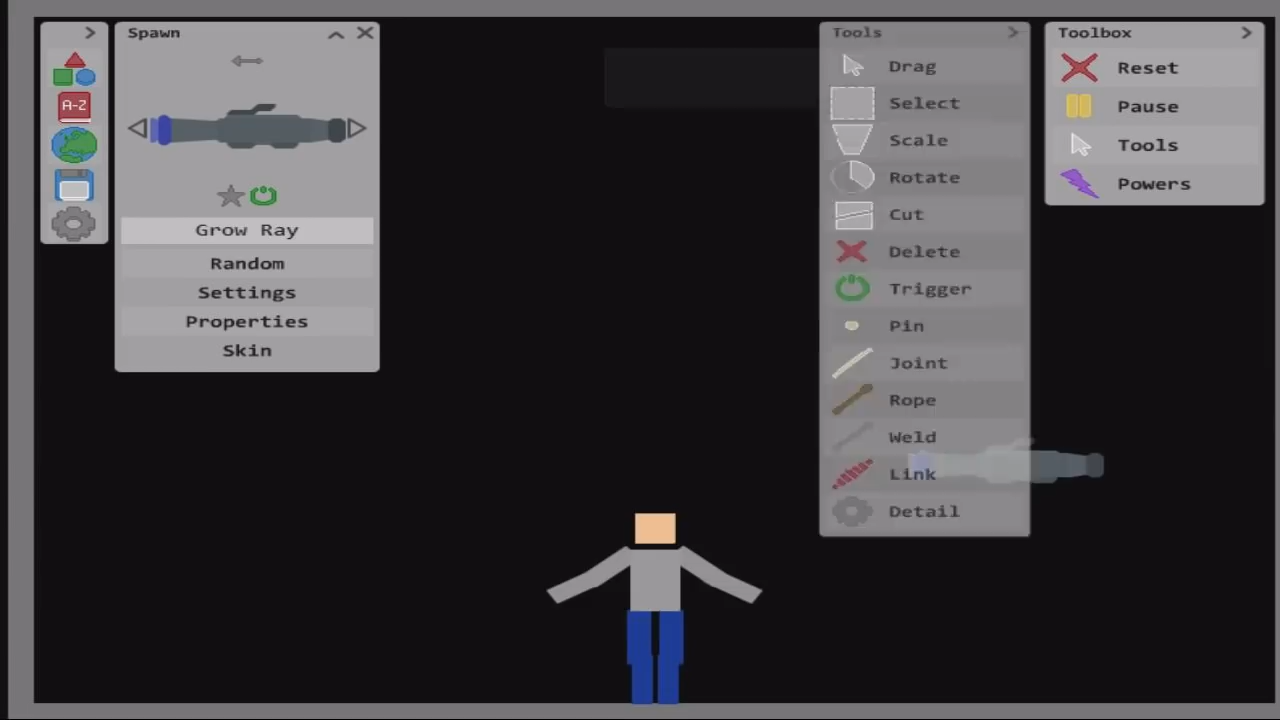 Spawn
A-Z
Grow Ray
Random
Settings
Properties
Skin
Tools
Drag
Select
Scale
Rotate
Cut
Delete
Trigger
Pin
Joint
Rope
Weld
Link
Detail
Toolbox
Reset
Pause
Tools
Powers